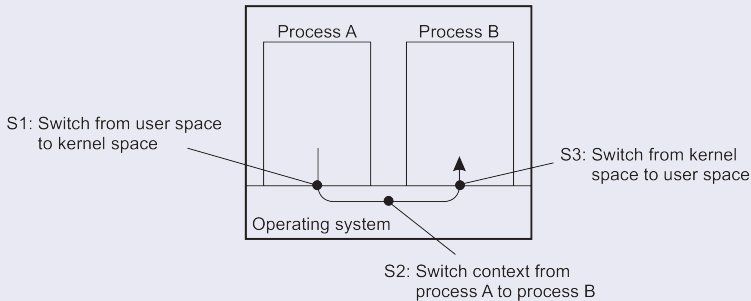 Process A
Process B
S1: Switch from user space
to kernel space
S3: Switch from kernel
space to user space
Operating system
S2: Switch context from
process A to process B